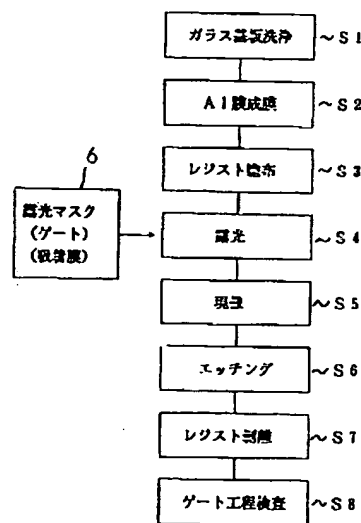 ガラス基板洗浄 ~S1
Al膜成膜 ~S2
レジスト塗布 ~S3
6
露光マスク
(ゲート)
(吸着膜)
露光 ~S4
現像 ~S5
エッチング ~S6
レジスト剥離 ~S7
ゲート工程検査 ~S8